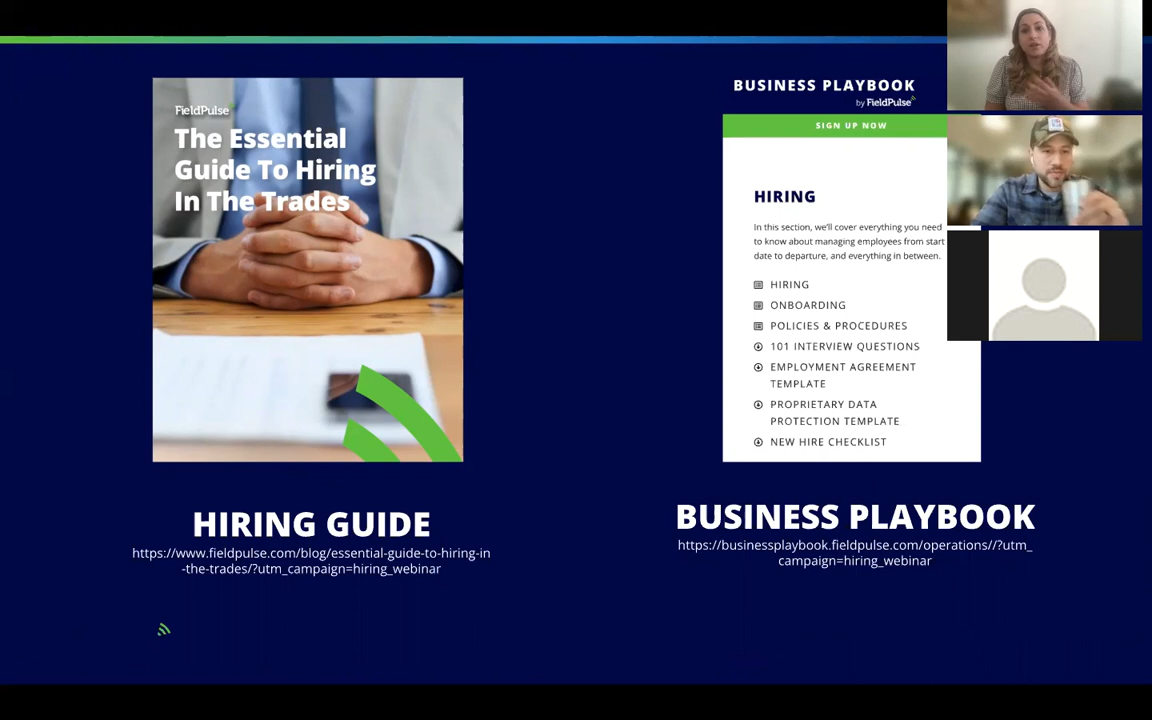 FieldPulse
The Essential
Guide To Hiring
In The Trades
HIRING GUIDE
https://www.fieldpulse.com/blog/essential-guide-to-hiring-in
-the-trades/?utm_campaign=hiring_webinar
BUSINESS PLAYBOOK
by FieldPulse
SIGN UP NOW
HIRING
In this section, we'll cover everything you need
to know about managing employees from start
date to departure, and everything in between.
HIRING
ONBOARDING
POLICIES & PROCEDURES
101 INTERVIEW QUESTIONS
EMPLOYMENT AGREEMENT
TEMPLATE
PROPRIETARY DATA
PROTECTION TEMPLATE
NEW HIRE CHECKLIST
BUSINESS PLAYBOOK
https://businessplaybook.fieldpulse.com/operations//?utm_
campaign=hiring_webinar